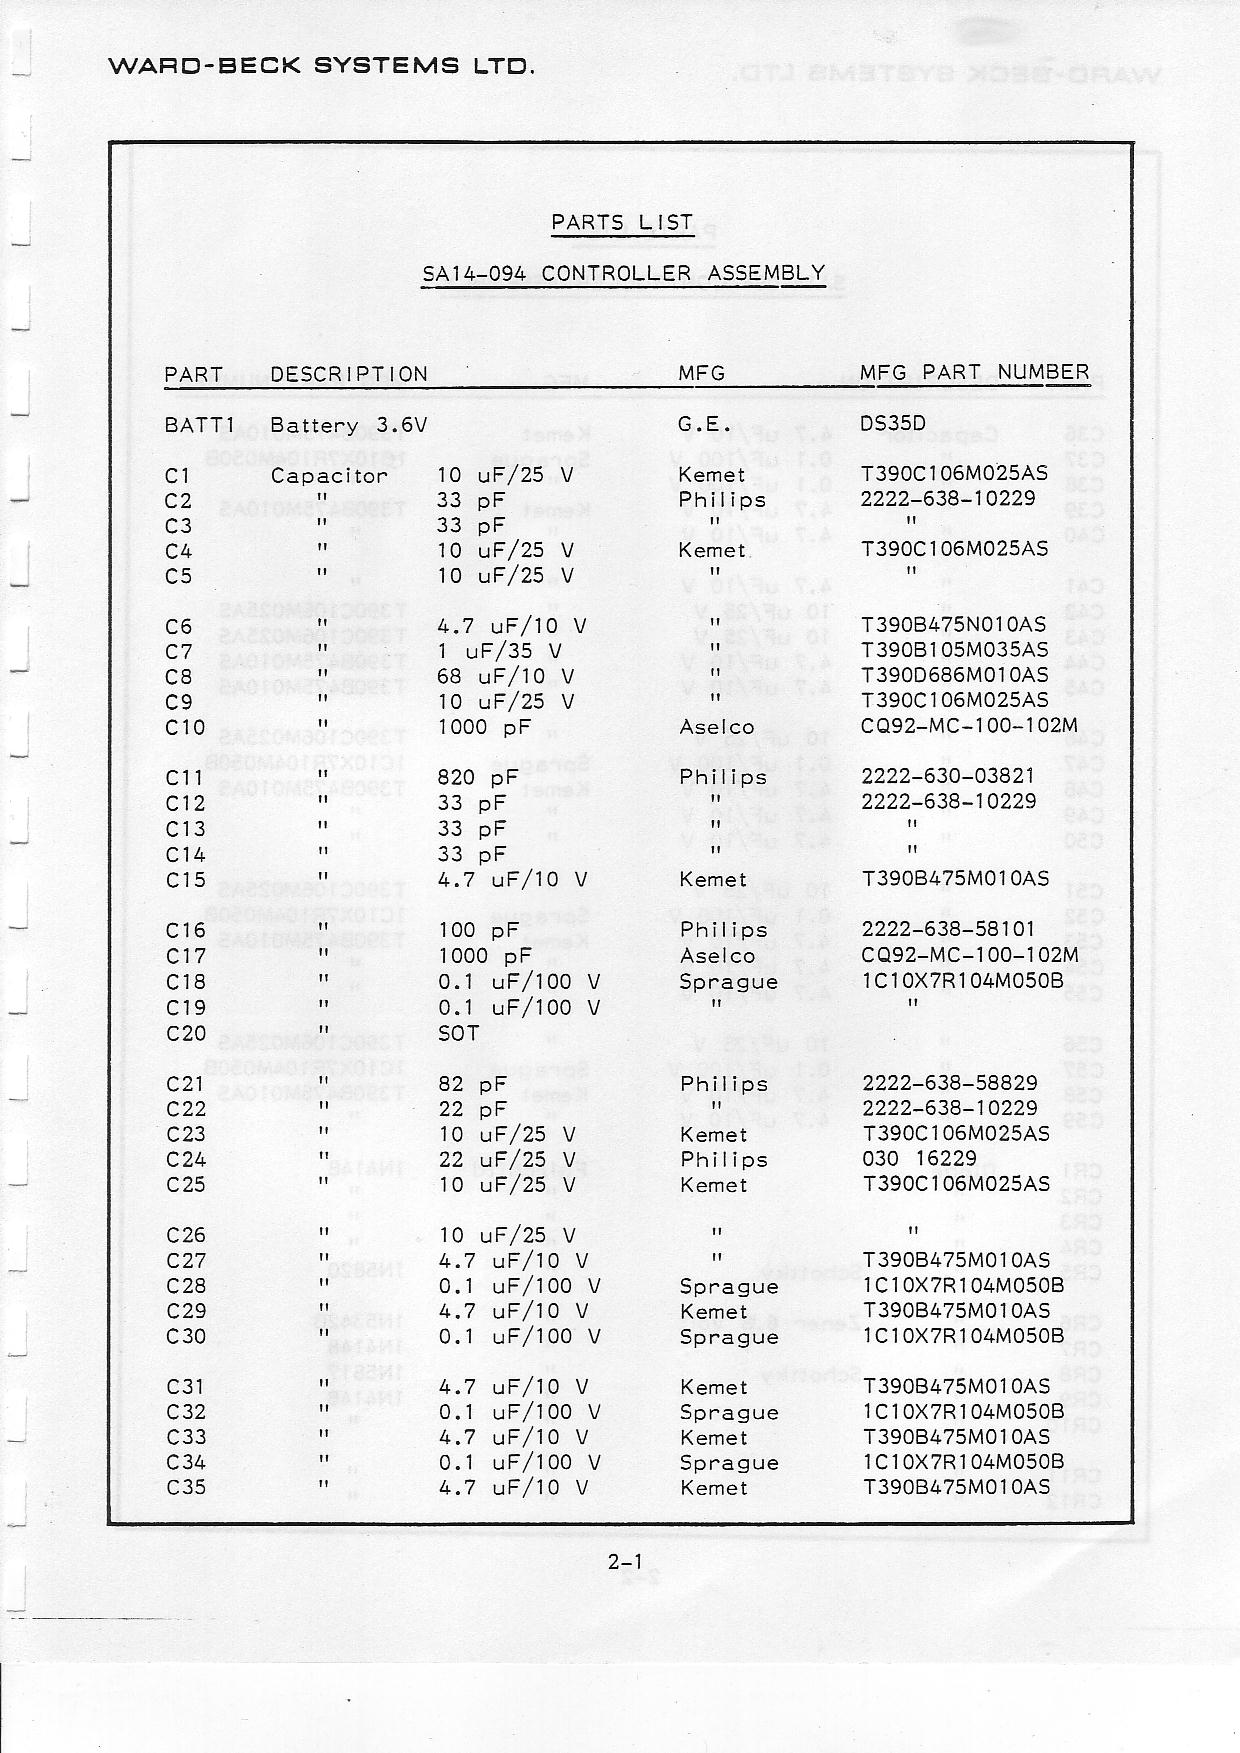 WARD-BECK SYSTEMS LTD.
PARTS LIST
SA14-094 CONTROLLER ASSEMBLY
PART DESCRIPTION MFG MFG PART NUMBER
BATT1 Battery 3.6V G.E. DS35D
C1 Capacitor 10 uF/25 V Kemet T390C106M025AS
C2 " 33 pF Philips 2222-638-10229
C3 " 33 pF " "
C4 " 10 uF/25 V Kemet T390C106M025AS
C5 " 10 uF/25 V " "
C6 " 4.7 uF/10 V " T390B475N010AS
C7 " 1 uF/35 V " T390B105M035AS
C8 " 68 uF/10 V " T390D686M010AS
C9 " 10 uF/25 V " T390C106M025AS
C10 " 1000 pF Aselco CQ92-MC-100-102M
C11 " 820 pF Philips 2222-630-03821
C12 " 33 pF " 2222-638-10229
C13 " 33 pF " "
C14 " 33 pF " "
C15 " 4.7 uF/10 V Kemet T390B475M010AS
C16 " 100 pF Philips 2222-638-58101
C17 " 1000 pF Aselco CQ92-MC-100-102M
C18 " 0.1 uF/100 V Sprague 1C10X7R104M050B
C19 " 0.1 uF/100 V " "
C20 " SOT
C21 " 82 pF Philips 2222-638-58829
C22 " 22 pF " 2222-638-10229
C23 " 10 uF/25 V Kemet T390C106M025AS
C24 " 22 uF/25 V Philips 030 16229
C25 " 10 uF/25 V Kemet T390C106M025AS
C26 " 10 uF/25 V " "
C27 " 4.7 uF/10 V " T390B475M010AS
C28 " 0.1 uF/100 V Sprague 1C10X7R104M050B
C29 " 4.7 uF/10 V Kemet T390B475M010AS
C30 " 0.1 uF/100 V Sprague 1C10X7R104M050B
C31 " 4.7 uF/10 V Kemet T390B475M010AS
C32 " 0.1 uF/100 V Sprague 1C10X7R104M050B
C33 " 4.7 uF/10 V Kemet T390B475M010AS
C34 " 0.1 uF/100 V Sprague 1C10X7R104M050B
C35 " 4.7 uF/10 V Kemet T390B475M010AS
2-1